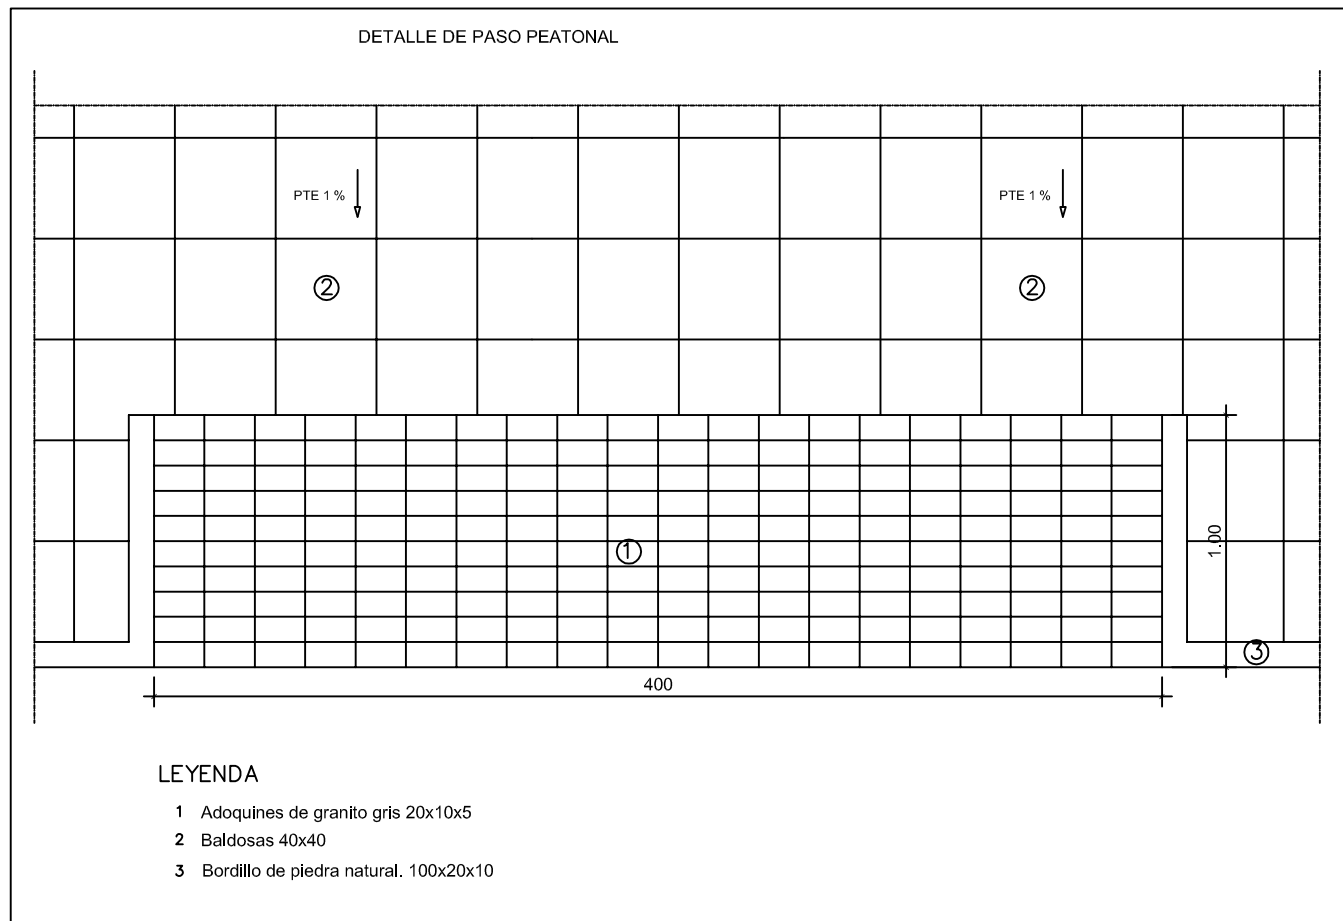 DETALLE DE PASO PEATONAL
PTE 1 %
PTE 1 %
2
2
1
1.00
3
400
LEYENDA
1 Adoquines de granito gris 20x10x5
2 Baldosas 40x40
3 Bordillo de piedra natural. 100x20x10